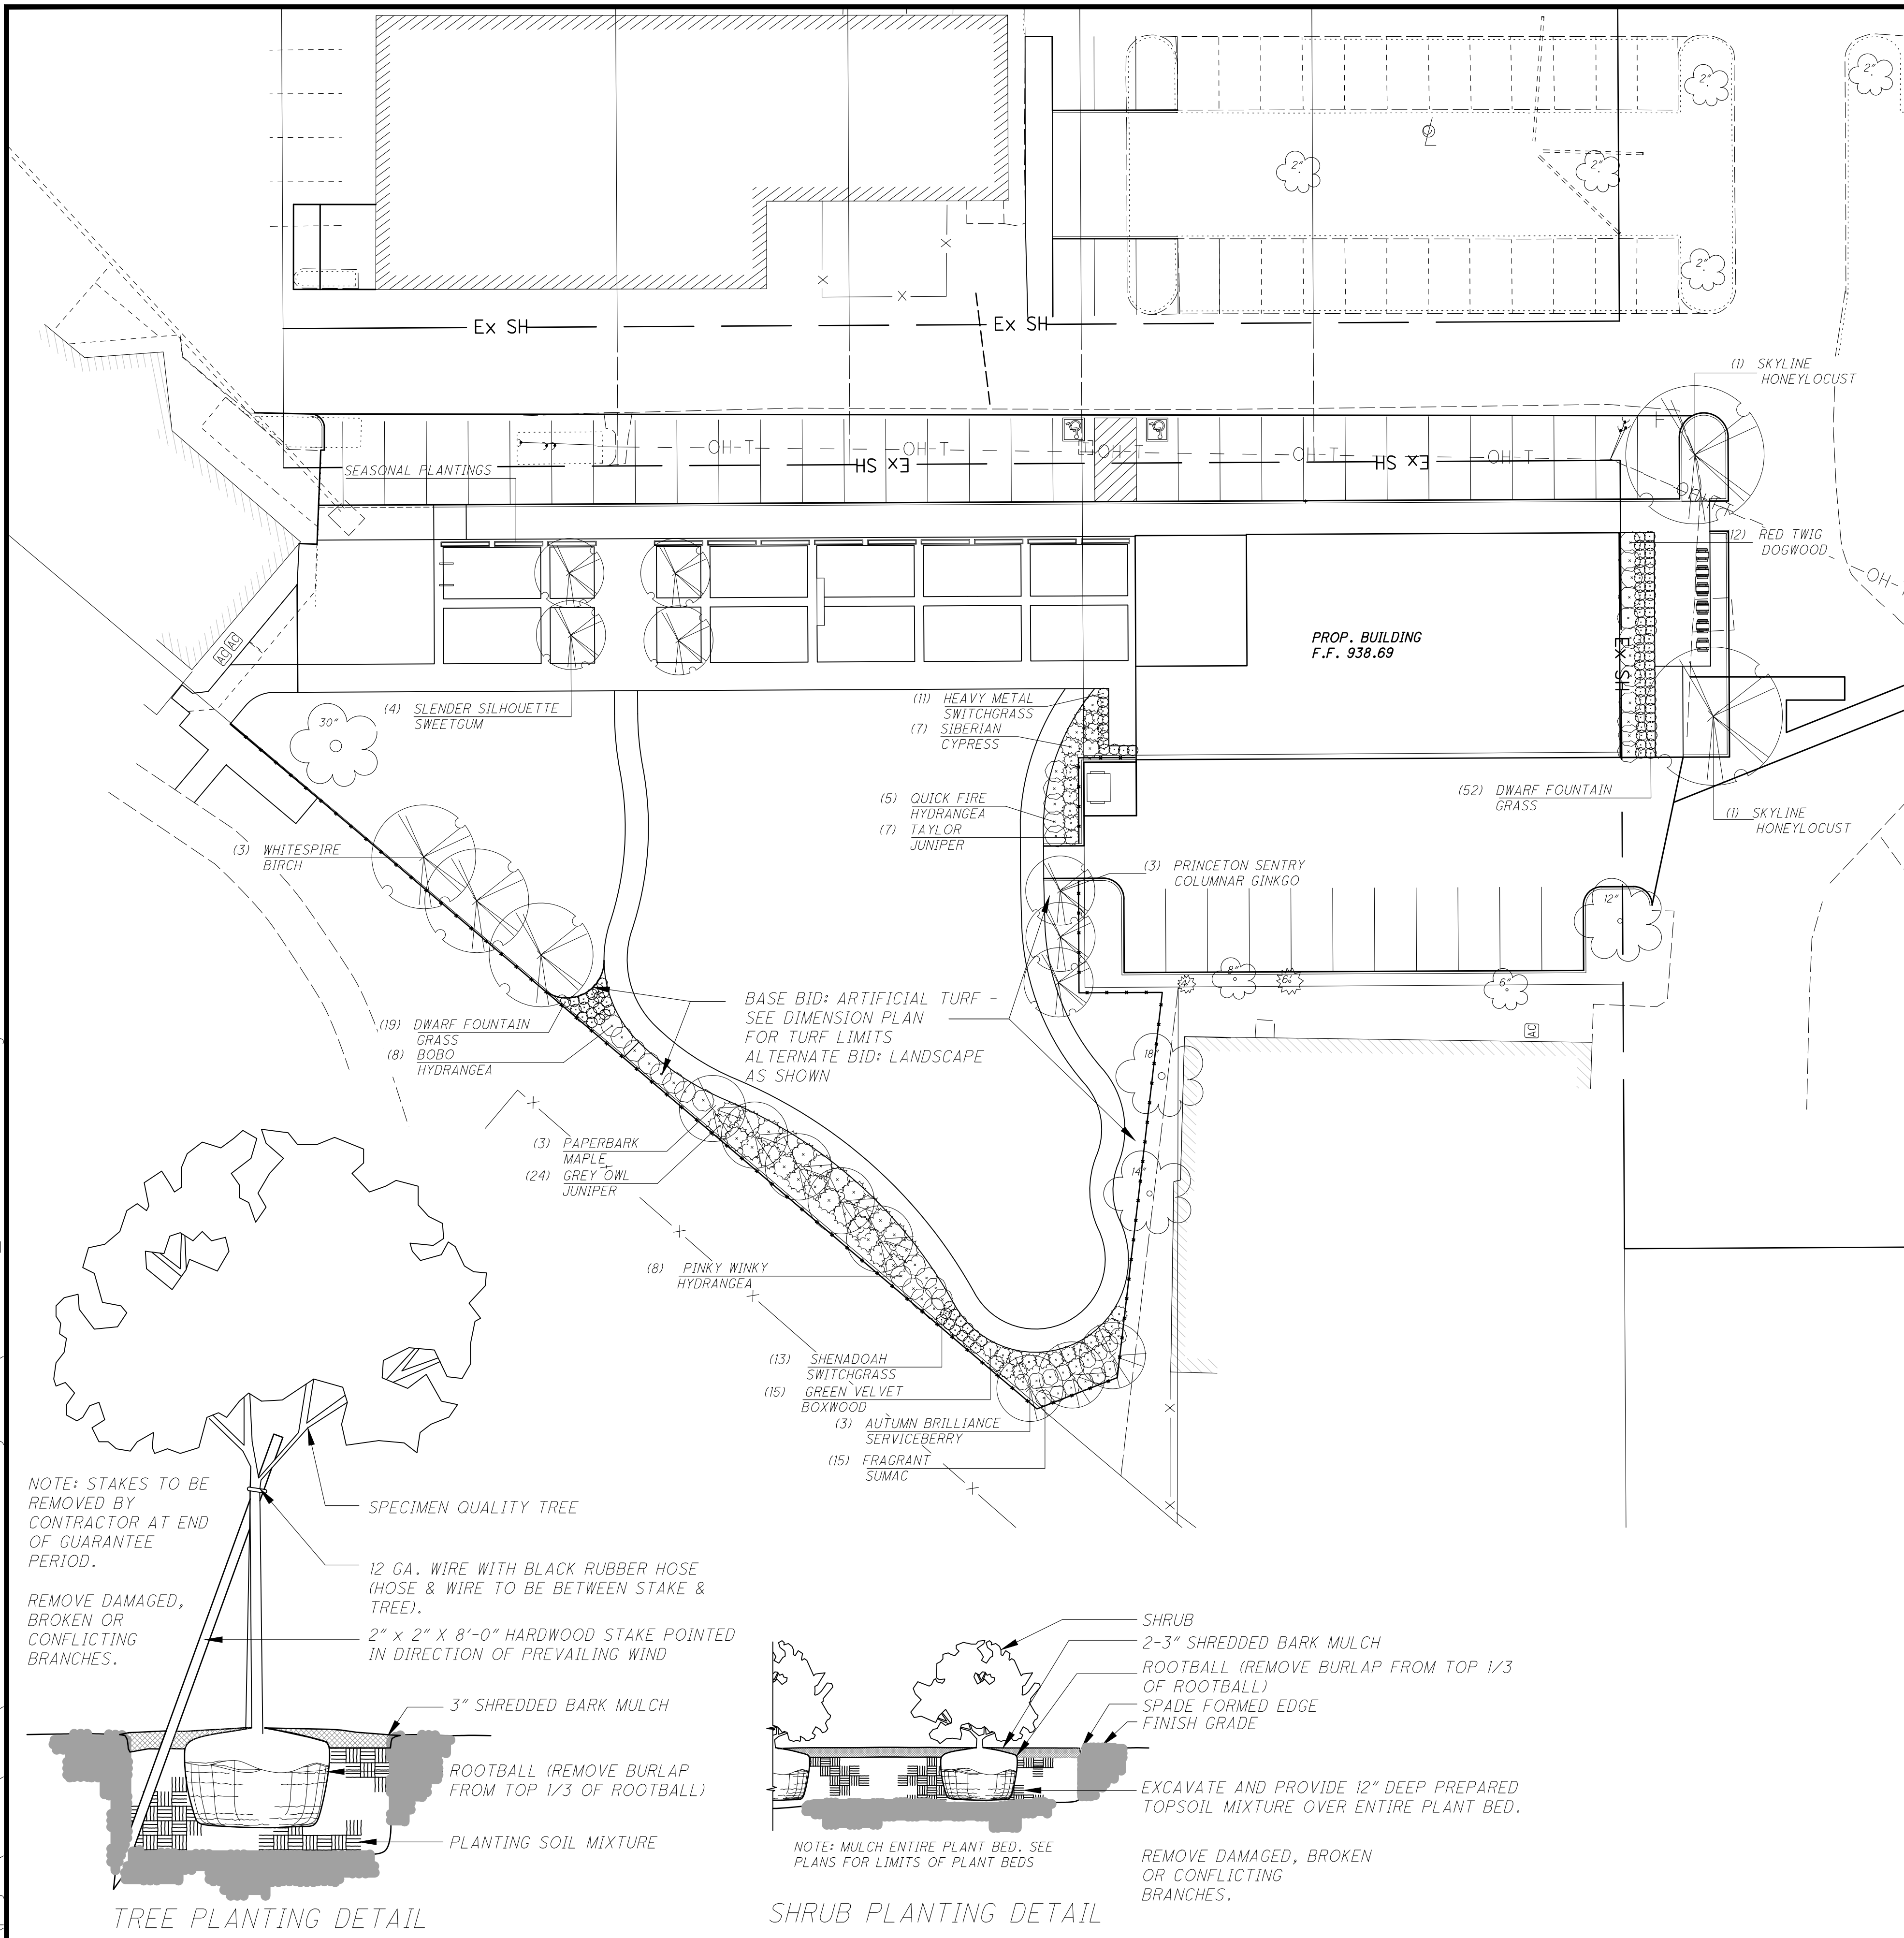 2"
2"
2"
2"
2"
Ex SH
Ex SH
(1) SKYLINE
HONEYLOCUST
OH-T
OH-T
OH-T
OH-T
OH-T
Ex SH
Ex SH
SEASONAL PLANTINGS
(12) RED TWIG
DOGWOOD
OH-
PROP. BUILDING
F.F. 938.69
Ex SH
AC
AC
30"
(4) SLENDER SILHOUETTE
SWEETGUM
(11) HEAVY METAL
SWITCHGRASS
(7) SIBERIAN
CYPRESS
(5) QUICK FIRE
HYDRANGEA
(7) TAYLOR
JUNIPER
(52) DWARF FOUNTAIN
GRASS
(1) SKYLINE
HONEYLOCUST
(3) WHITESPIRE
BIRCH
(3) PRINCETON SENTRY
COLUMNAR GINKGO
12"
8"
6"
6"
AC
BASE BID: ARTIFICIAL TURF -
SEE DIMENSION PLAN
FOR TURF LIMITS
ALTERNATE BID: LANDSCAPE
AS SHOWN
(19) DWARF FOUNTAIN
GRASS
(8) BOBO
HYDRANGEA
18"
14"
(3) PAPERBARK
MAPLE
(24) GREY OWL
JUNIPER
(8) PINKY WINKY
HYDRANGEA
(13) SHENADOAH
SWITCHGRASS
(15) GREEN VELVET
BOXWOOD
(3) AUTUMN BRILLIANCE
SERVICEBERRY
(15) FRAGRANT
SUMAC
NOTE: STAKES TO BE
REMOVED BY
CONTRACTOR AT END
OF GUARANTEE
PERIOD.
REMOVE DAMAGED,
BROKEN OR
CONFLICTING
BRANCHES.
SPECIMEN QUALITY TREE
12 GA. WIRE WITH BLACK RUBBER HOSE
(HOSE & WIRE TO BE BETWEEN STAKE &
TREE).
2" x 2" X 8'-0" HARDWOOD STAKE POINTED
IN DIRECTION OF PREVAILING WIND
3" SHREDDED BARK MULCH
ROOTBALL (REMOVE BURLAP
FROM TOP 1/3 OF ROOTBALL)
PLANTING SOIL MIXTURE
TREE PLANTING DETAIL
SHRUB
2-3" SHREDDED BARK MULCH
ROOTBALL (REMOVE BURLAP FROM TOP 1/3
OF ROOTBALL)
SPADE FORMED EDGE
FINISH GRADE
EXCAVATE AND PROVIDE 12" DEEP PREPARED
TOPSOIL MIXTURE OVER ENTIRE PLANT BED.
NOTE: MULCH ENTIRE PLANT BED. SEE
PLANS FOR LIMITS OF PLANT BEDS
REMOVE DAMAGED, BROKEN
OR CONFLICTING
BRANCHES.
SHRUB PLANTING DETAIL